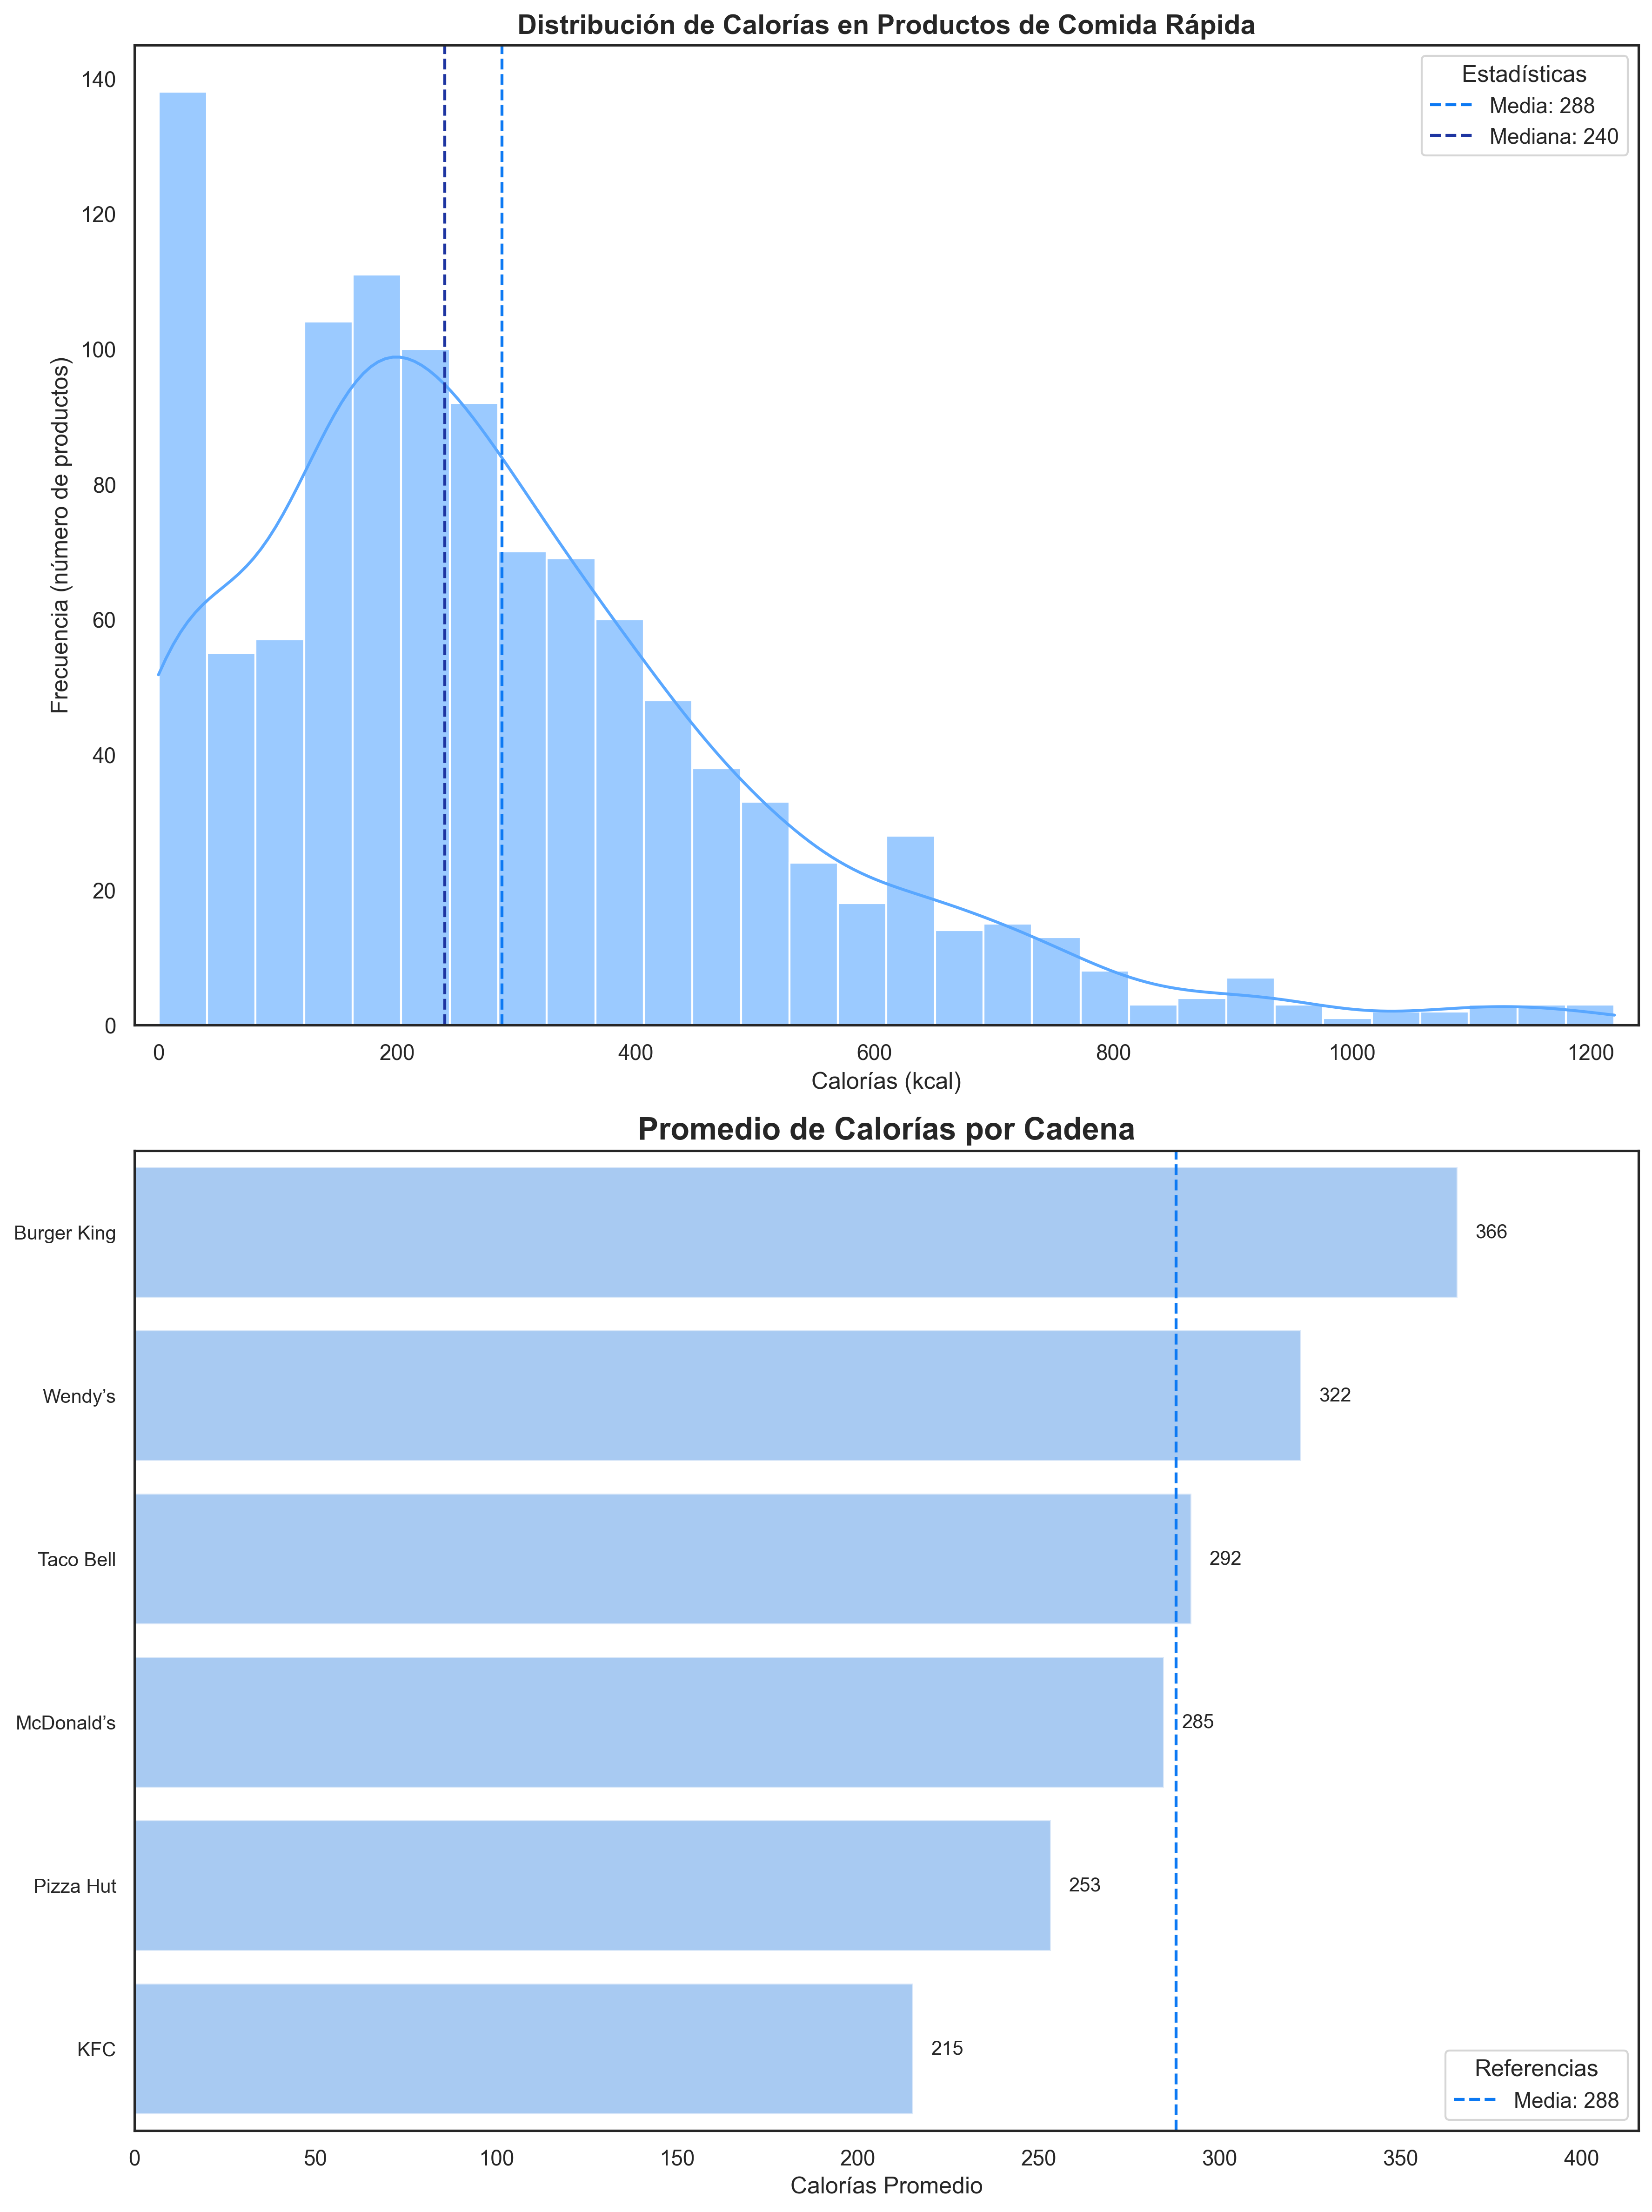 Distribución de Calorías en Productos de Comida Rápida
Estadísticas
Media: 288
Mediana: 240
Frecuencia (número de productos)
140
120
100
80
60
40
20
0
0 200 400 600 800 1000 1200
Calorías (kcal)
Promedio de Calorías por Cadena
Burger King 366
Wendy’s 322
Taco Bell 292
McDonald’s 285
Pizza Hut 253
KFC 215
Referencias
Media: 288
0 50 100 150 200 250 300 350 400
Calorías Promedio